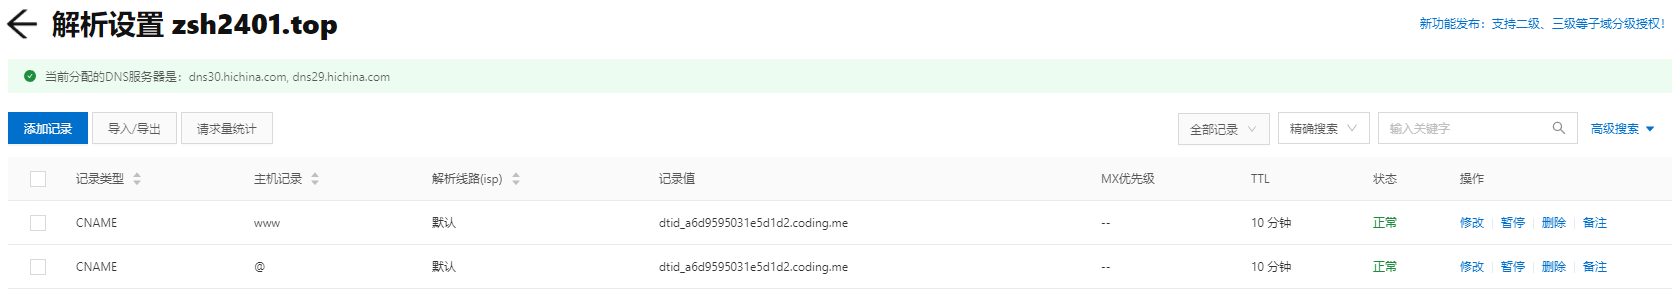 解析设置 zsh2401.top
新功能发布：支持二级、三级等子域分级授权！
当前分配的DNS服务器是：dns30.hichina.com, dns29.hichina.com
添加记录 导入/导出 请求量统计 全部记录 精确搜索 输入关键字 高级搜索
记录类型 主机记录 解析线路(isp) 记录值 MX优先级 TTL 状态 操作
CNAME www 默认 dtid_a6d9595031e5d1d2.coding.me -- 10 分钟 正常 修改 暂停 删除 备注
CNAME @ 默认 dtid_a6d9595031e5d1d2.coding.me -- 10 分钟 正常 修改 暂停 删除 备注